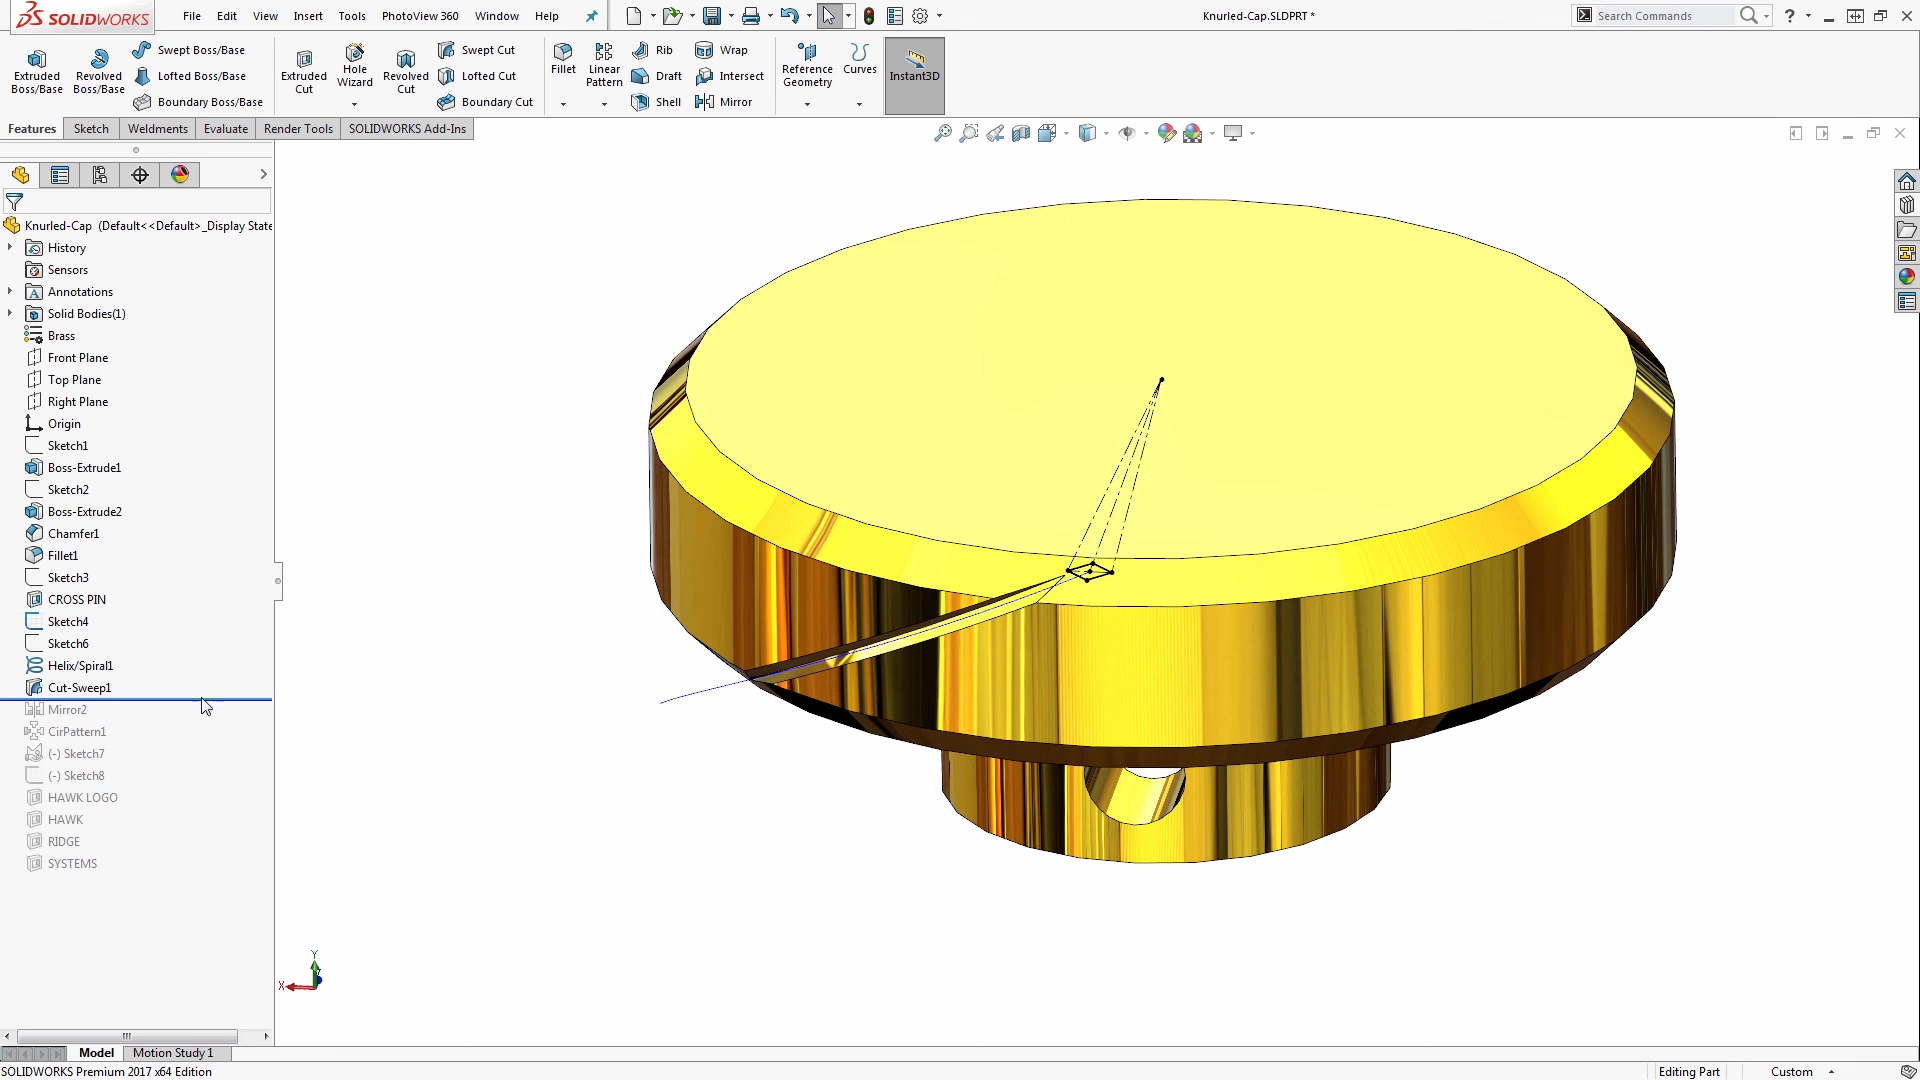 SOLIDWORKS
File Edit View Insert Tools PhotoView 360 Window Help
Knurled-Cap.SLDPRT *
Search Commands
?
Extruded Boss/Base
Revolved Boss/Base
Swept Boss/Base
Lofted Boss/Base
Boundary Boss/Base
Extruded Cut
Hole Wizard
Revolved Cut
Swept Cut
Lofted Cut
Boundary Cut
Fillet
Linear Pattern
Rib
Draft
Shell
Wrap
Intersect
Mirror
Reference Geometry
Curves
Instant3D
Features Sketch Weldments Evaluate Render Tools SOLIDWORKS Add-Ins
Knurled-Cap (Default<<Default>_Display State
History
Sensors
Annotations
Solid Bodies(1)
Brass
Front Plane
Top Plane
Right Plane
Origin
Sketch1
Boss-Extrude1
Sketch2
Boss-Extrude2
Chamfer1
Fillet1
Sketch3
CROSS PIN
Sketch4
Sketch6
Helix/Spiral1
Cut-Sweep1
Mirror2
CirPattern1
(-) Sketch7
(-) Sketch8
HAWK LOGO
HAWK
RIDGE
SYSTEMS
Y
X
Model Motion Study 1
SOLIDWORKS Premium 2017 x64 Edition
Editing Part
Custom